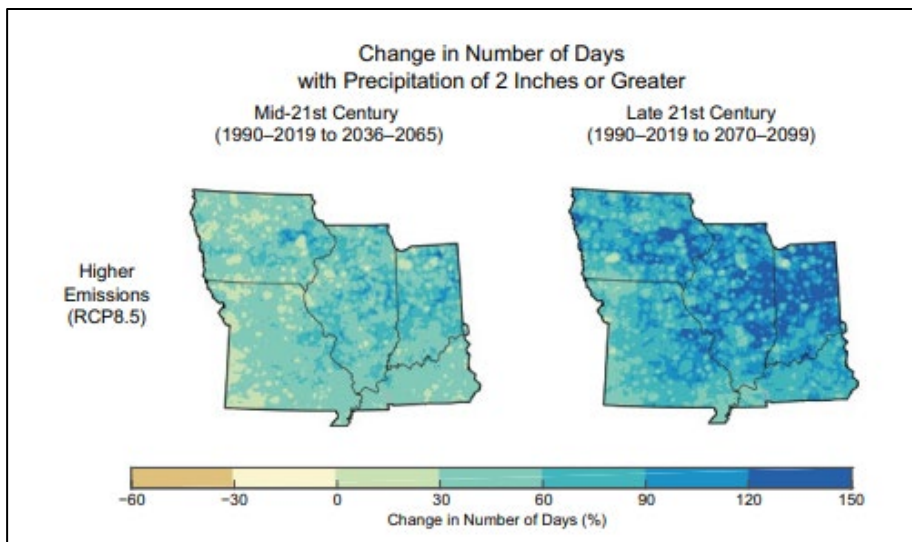 Change in Number of Days
with Precipitation of 2 Inches or Greater
Mid-21st Century
(1990–2019 to 2036–2065)
Late 21st Century
(1990–2019 to 2070–2099)
Higher
Emissions
(RCP8.5)
−60 −30 0 30 60 90 120 150
Change in Number of Days (%)